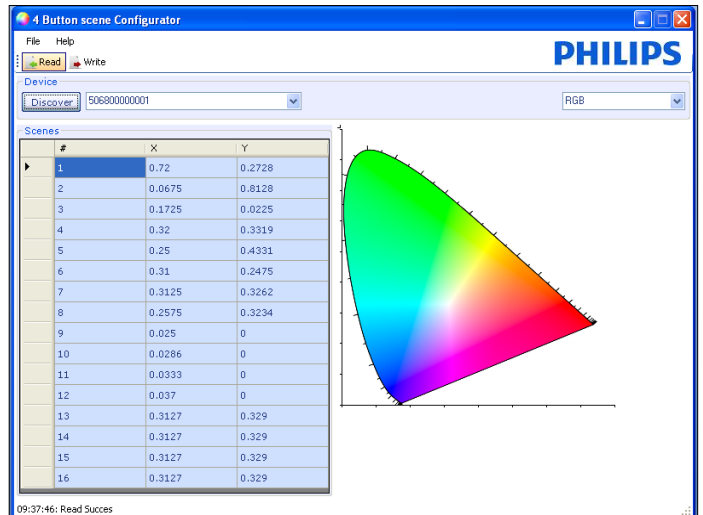 4 Button scene Configurator
File Help
PHILIPS
Read Write
Device
Discover 506800000001 RGB
Scenes
# X Y
1 0.72 0.2728
2 0.0675 0.8128
3 0.1725 0.0225
4 0.32 0.3319
5 0.25 0.4331
6 0.31 0.2475
7 0.3125 0.3262
8 0.2575 0.3234
9 0.025 0
10 0.0286 0
11 0.0333 0
12 0.037 0
13 0.3127 0.329
14 0.3127 0.329
15 0.3127 0.329
16 0.3127 0.329
09:37:46: Read Succes